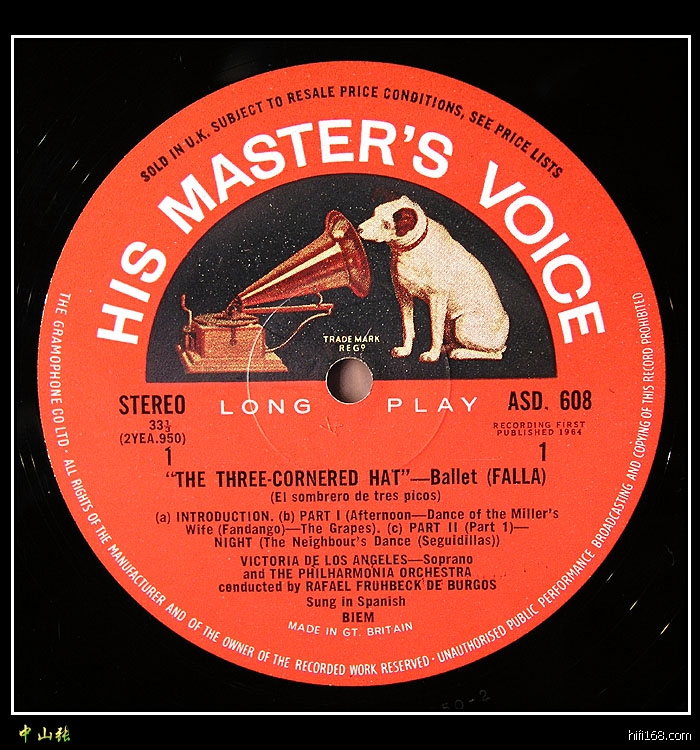 SOLD IN U.K. SUBJECT TO RESALE PRICE CONDITIONS, SEE PRICE LISTS
HIS MASTER'S VOICE
TRADE MARK
REGD
STEREO
LONG PLAY
ASD. 608
33⅓
(2YEA.950)
1
RECORDING FIRST
PUBLISHED 1964
1
"THE THREE-CORNERED HAT"—Ballet (FALLA)
(El sombrero de tres picos)
(a) INTRODUCTION. (b) PART I (Afternoon—Dance of the Miller's
Wife (Fandango)—The Grapes). (c) PART II (Part 1)—
NIGHT (The Neighbour's Dance (Seguidillas))
VICTORIA DE LOS ANGELES—Soprano
and THE PHILHARMONIA ORCHESTRA
conducted by RAFAEL FRUHBECK DE BURGOS
Sung in Spanish
BIEM
MADE IN GT. BRITAIN
THE GRAMOPHONE CO LTD · ALL RIGHTS OF THE MANUFACTURER AND OF THE OWNER OF THE RECORDED WORK RESERVED · UNAUTHORISED PUBLIC PERFORMANCE BROADCASTING AND COPYING OF THIS RECORD PROHIBITED
中山张
hifi168.com